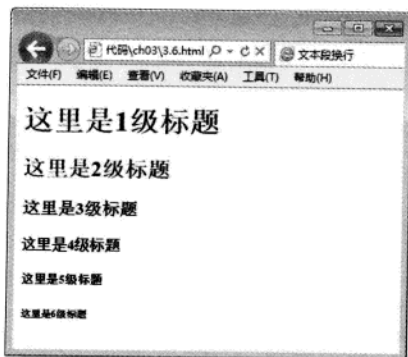 代码\ch03\3.6.html
文本段换行
文件(F) 编辑(E) 查看(V) 收藏夹(A) 工具(T) 帮助(H)
这里是1级标题
这里是2级标题
这里是3级标题
这里是4级标题
这里是5级标题
这里是6级标题